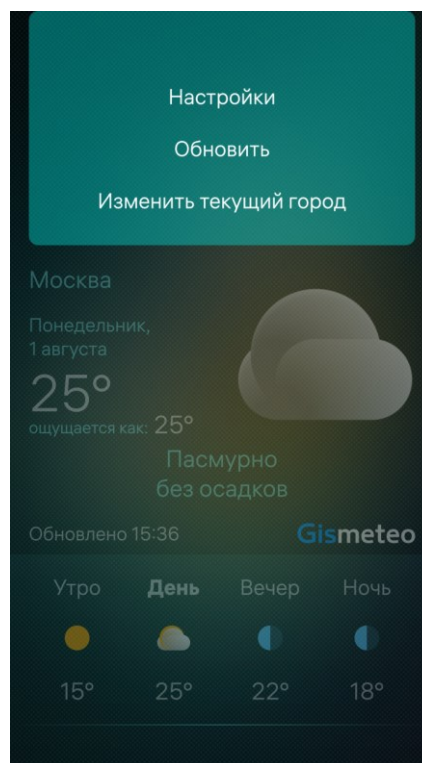 Настройки
Обновить
Изменить текущий город
Москва
Понедельник,
1 августа
25°
ощущается как: 25°
Пасмурно
без осадков
Обновлено 15:36
Gismeteo
Утро День Вечер Ночь
15° 25° 22° 18°